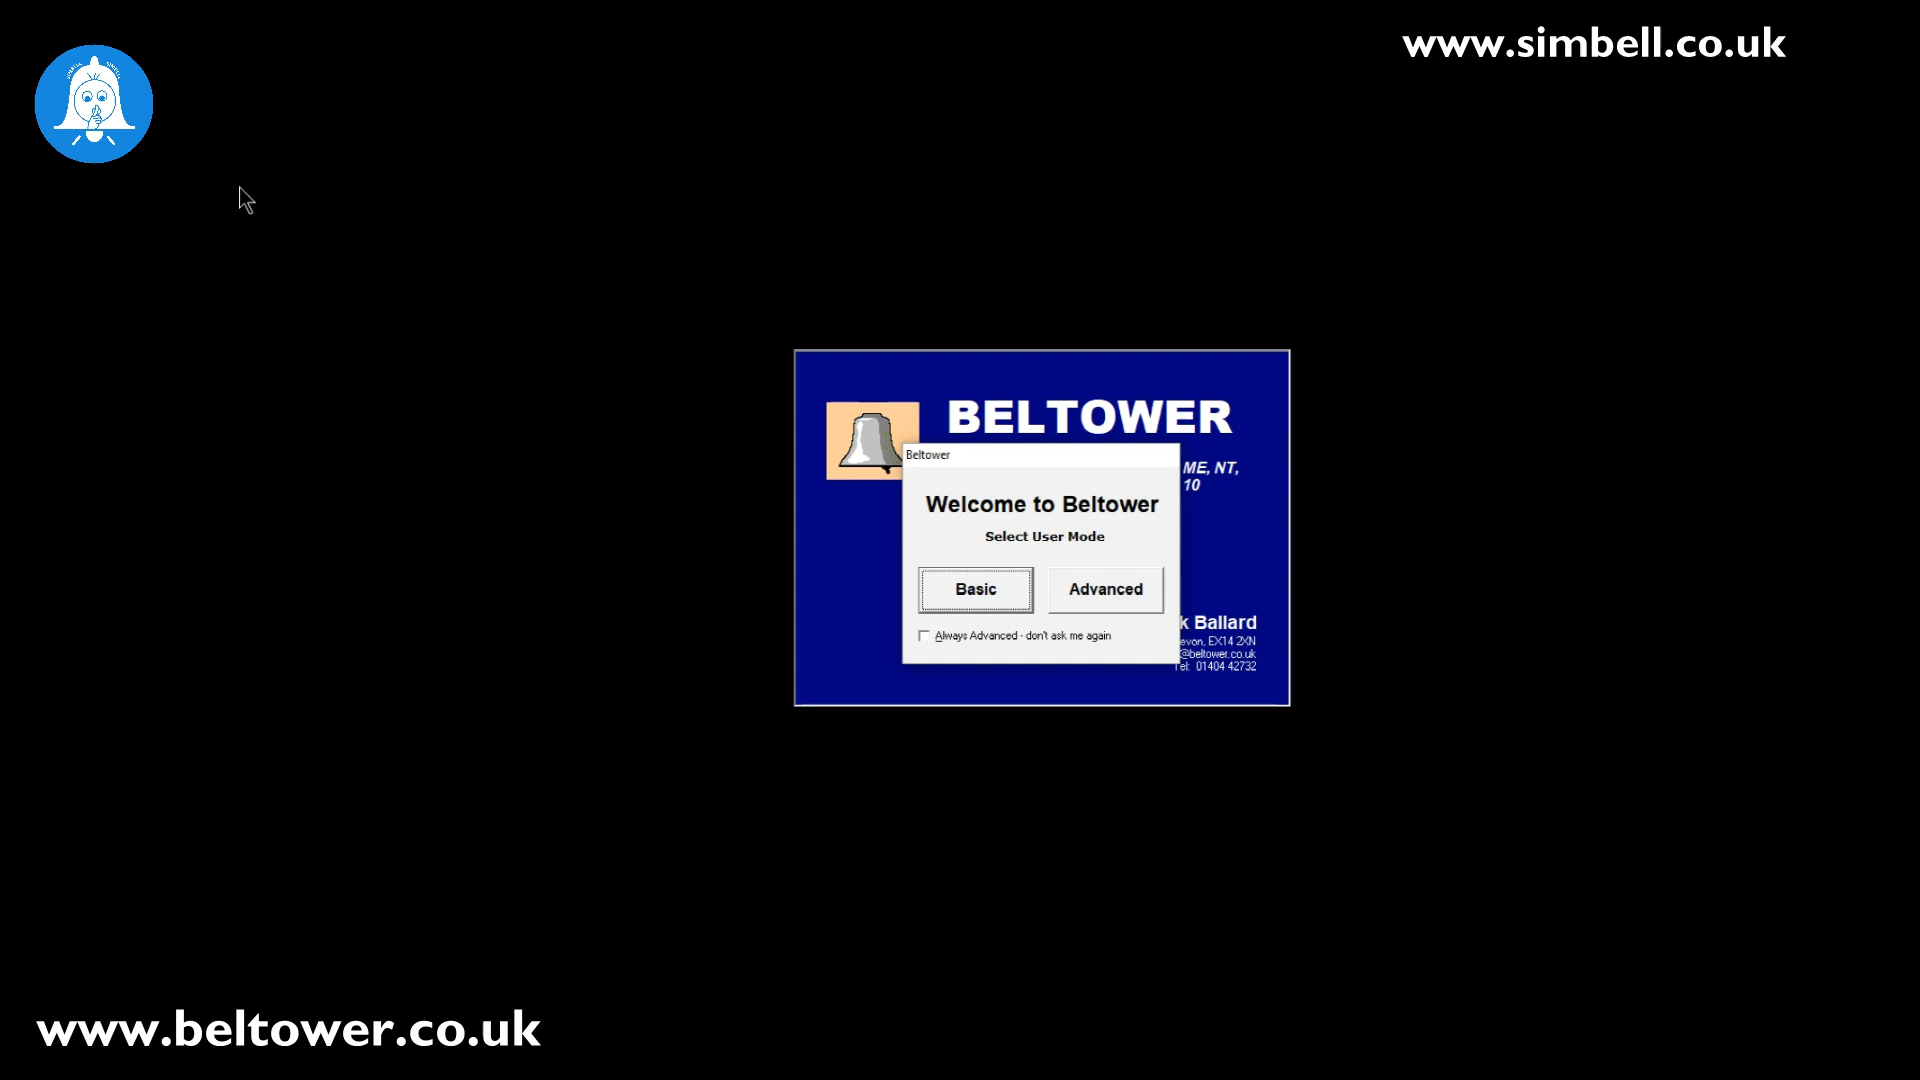 www.simbell.co.uk
BELTOWER
Beltower
ME, NT,
10
Welcome to Beltower
Select User Mode
Basic
Advanced
Always Advanced - don't ask me again
k Ballard
evon, EX14 2XN
@beltower.co.uk
Tel: 01404 42732
www.beltower.co.uk